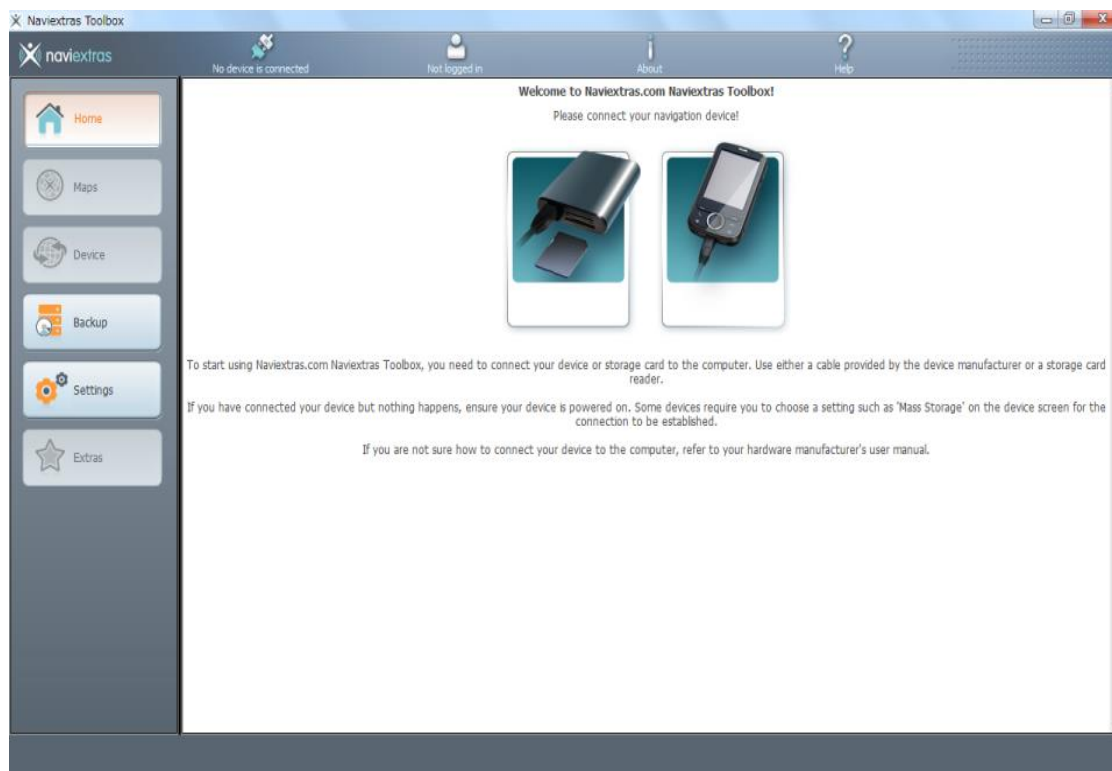 Naviextras Toolbox
naviextras
No device is connected
Not logged in
About
Help
Home
Maps
Device
Backup
Settings
Extras
Welcome to Naviextras.com Naviextras Toolbox!
Please connect your navigation device!
To start using Naviextras.com Naviextras Toolbox, you need to connect your device or storage card to the computer. Use either a cable provided by the device manufacturer or a storage card
reader.
If you have connected your device but nothing happens, ensure your device is powered on. Some devices require you to choose a setting such as 'Mass Storage' on the device screen for the
connection to be established.
If you are not sure how to connect your device to the computer, refer to your hardware manufacturer's user manual.